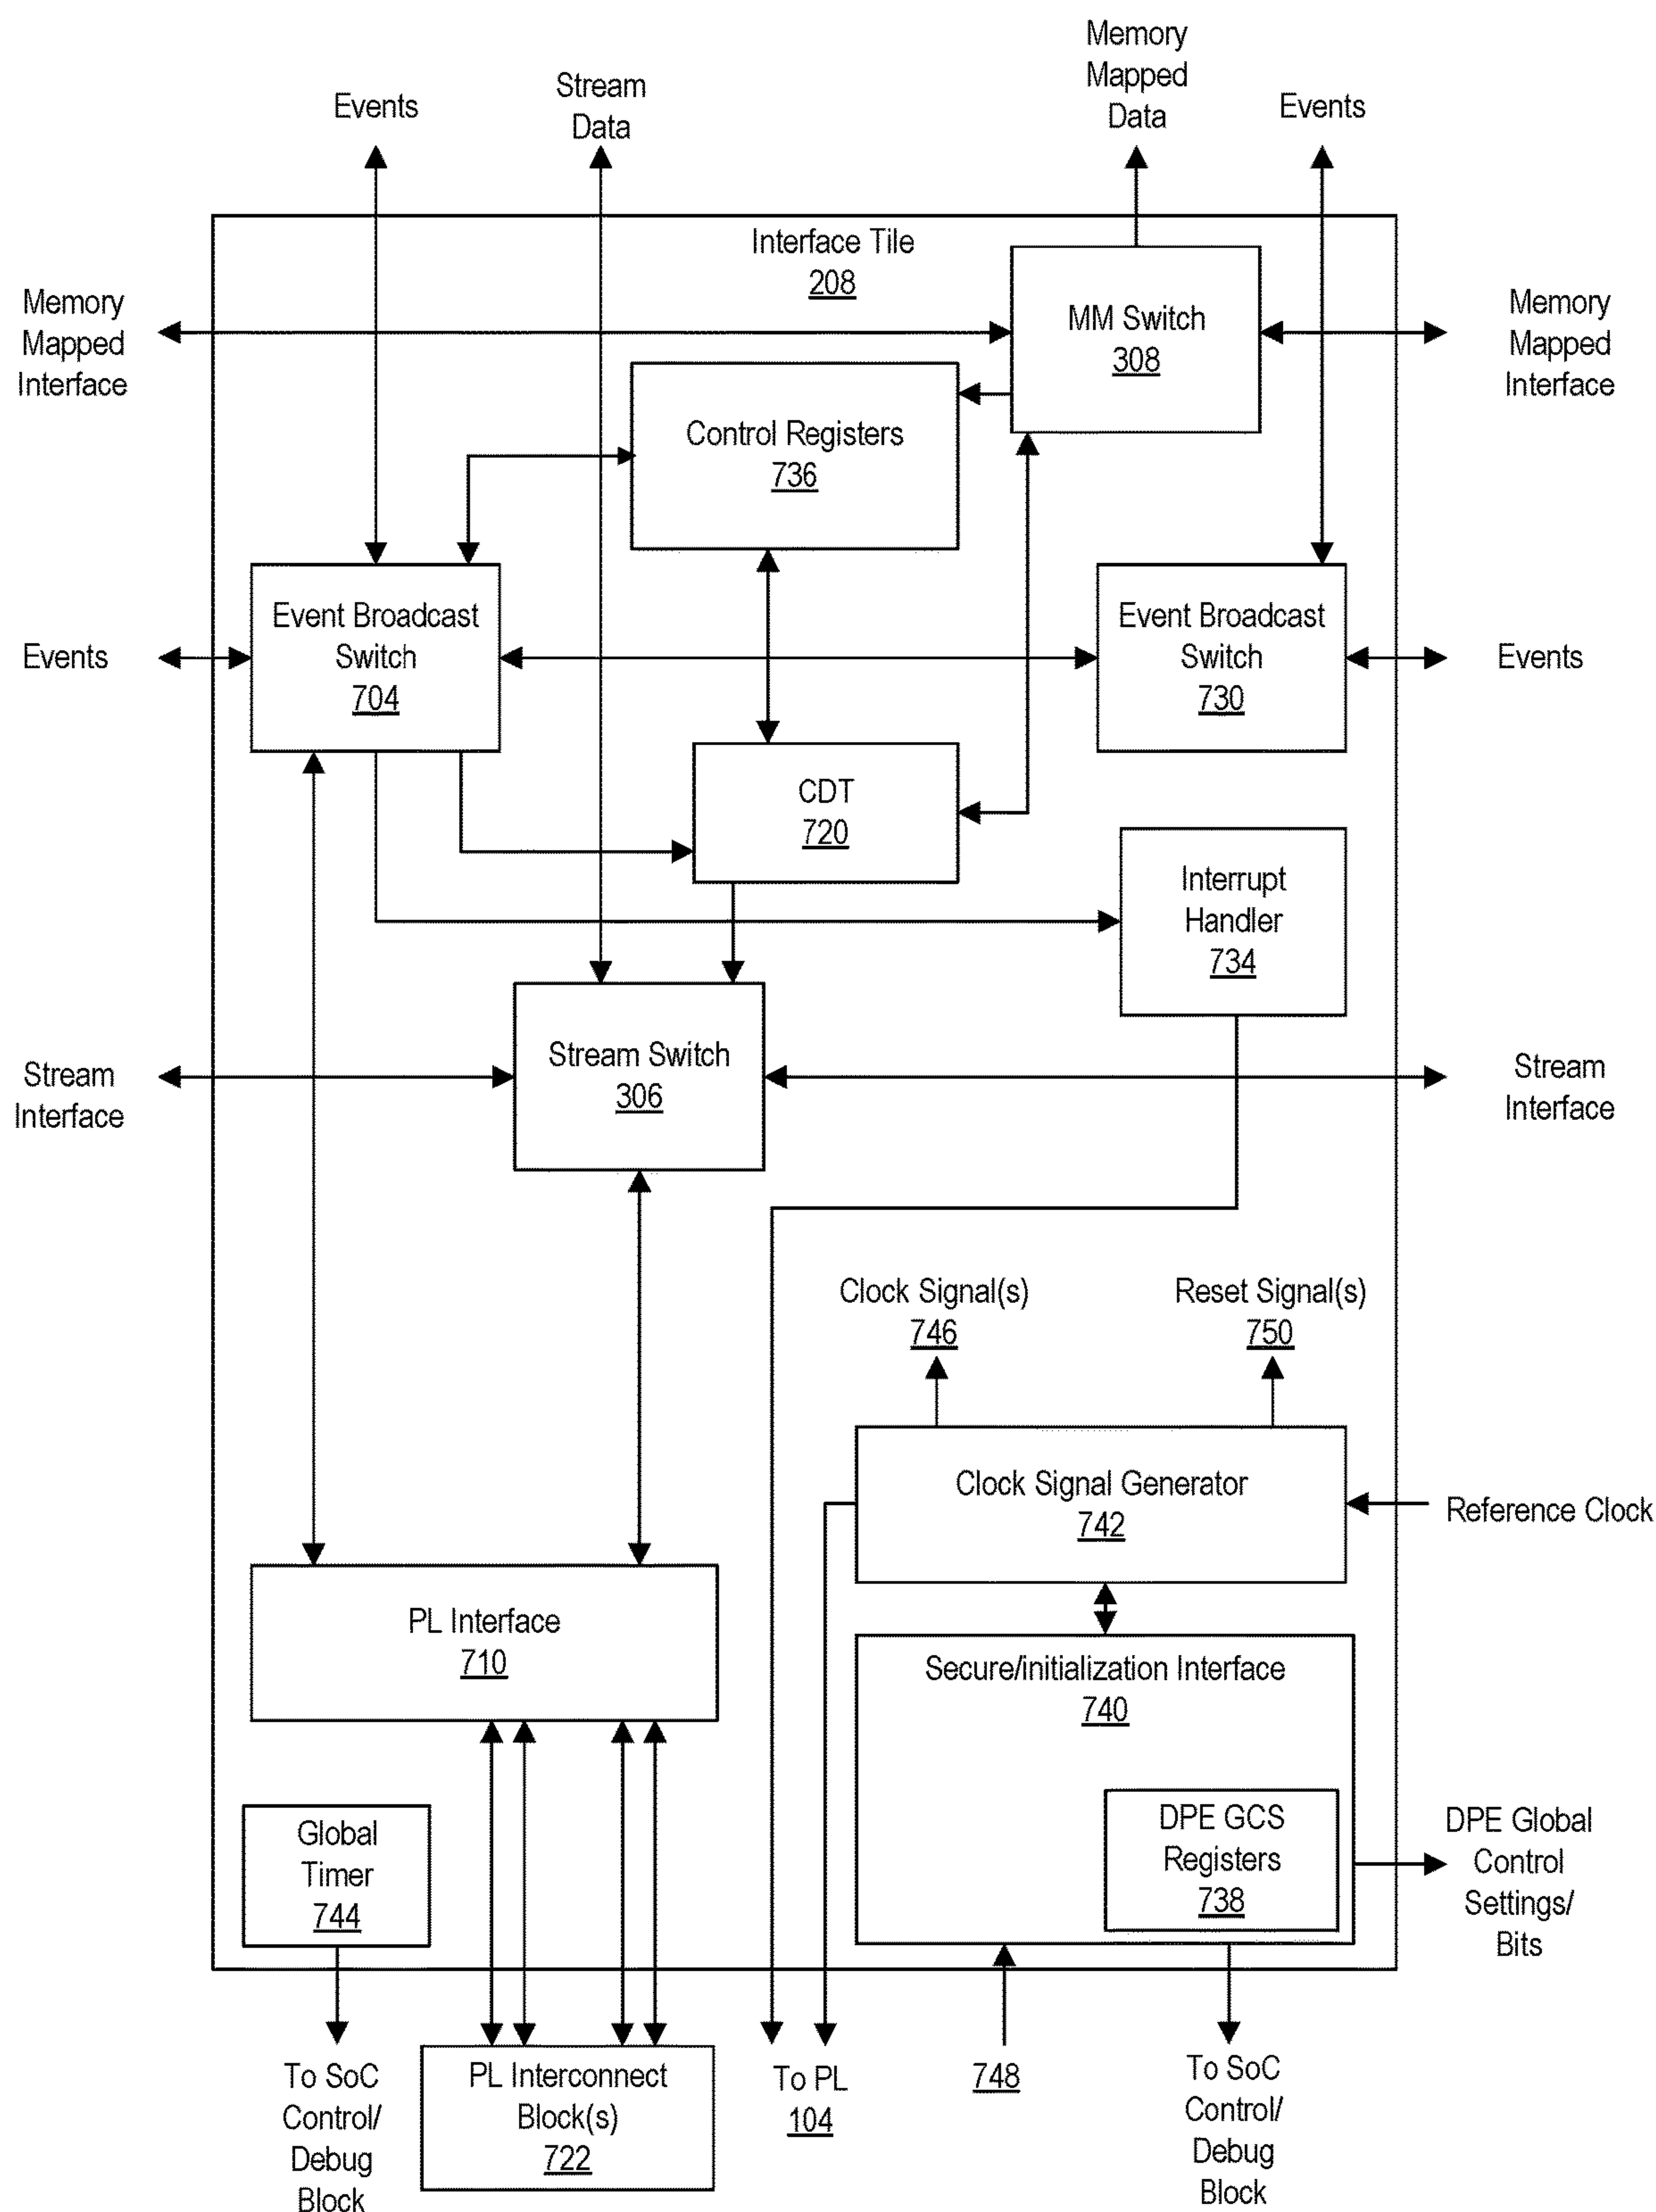 Memory
Mapped
Data
Stream
Data
Events
Events
Interface Tile
208
Memory
Mapped
Interface
MM Switch
308
Memory
Mapped
Interface
Control Registers
736
Events
Event Broadcast
Switch
704
Event Broadcast
Switch
730
Events
CDT
720
Interrupt
Handler
734
Stream
Interface
Stream Switch
306
Stream
Interface
Clock Signal(s)
746
Reset Signal(s)
750
Clock Signal Generator
742
Reference Clock
PL Interface
710
Secure/initialization Interface
740
DPE GCS
Registers
738
DPE Global
Control
Settings/
Bits
Global
Timer
744
To SoC
Control/
Debug
Block
PL Interconnect
Block(s)
722
To PL
104
748
To SoC
Control/
Debug
Block